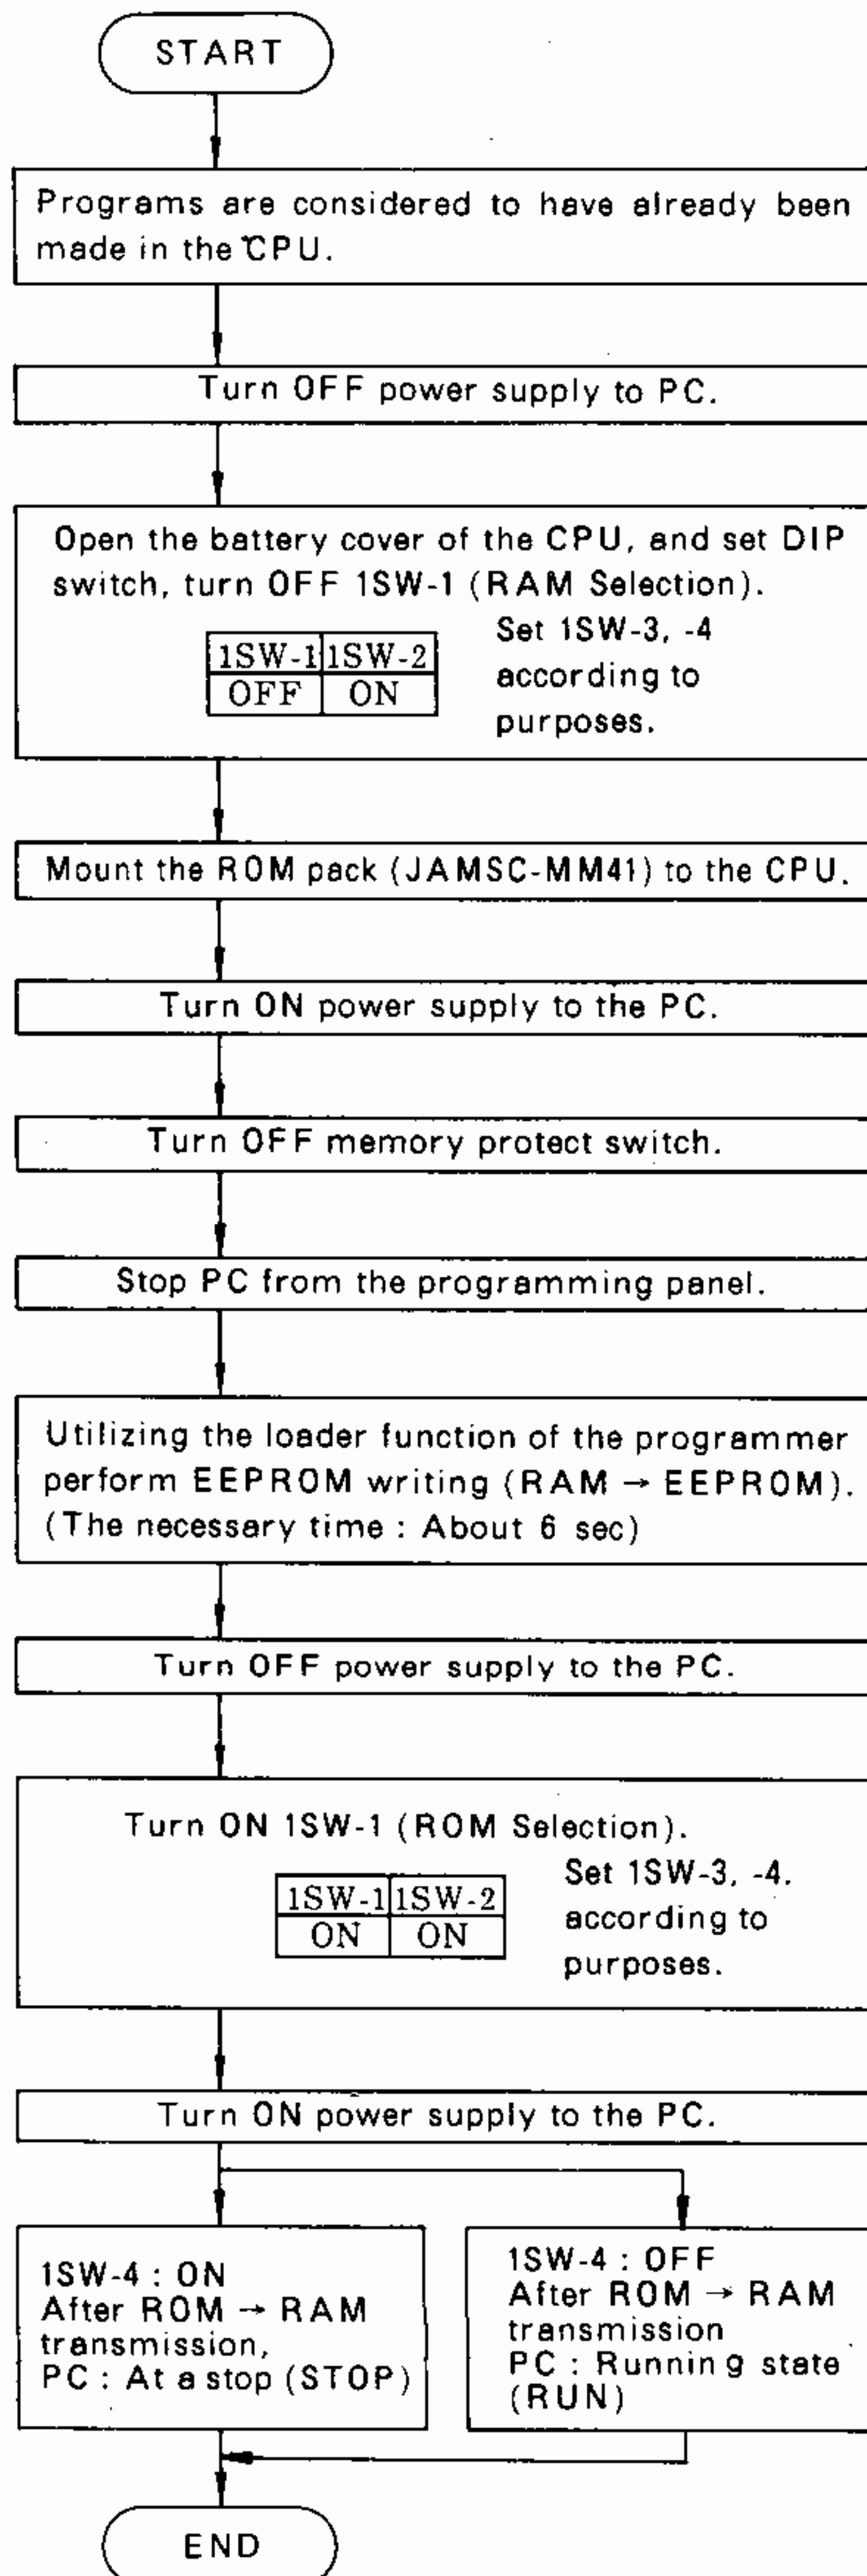 START
Programs are considered to have already been
made in the CPU.
Turn OFF power supply to PC.
Open the battery cover of the CPU, and set DIP
switch, turn OFF 1SW-1 (RAM Selection).
1SW-1 1SW-2
OFF ON
Set 1SW-3, -4
according to
purposes.
Mount the ROM pack (JAMSC-MM41) to the CPU.
Turn ON power supply to the PC.
Turn OFF memory protect switch.
Stop PC from the programming panel.
Utilizing the loader function of the programmer
perform EEPROM writing (RAM → EEPROM).
(The necessary time : About 6 sec)
Turn OFF power supply to the PC.
Turn ON 1SW-1 (ROM Selection).
1SW-1 1SW-2
ON ON
Set 1SW-3, -4.
according to
purposes.
Turn ON power supply to the PC.
1SW-4 : ON
After ROM → RAM
transmission,
PC : At a stop (STOP)
1SW-4 : OFF
After ROM → RAM
transmission
PC : Running state
(RUN)
END